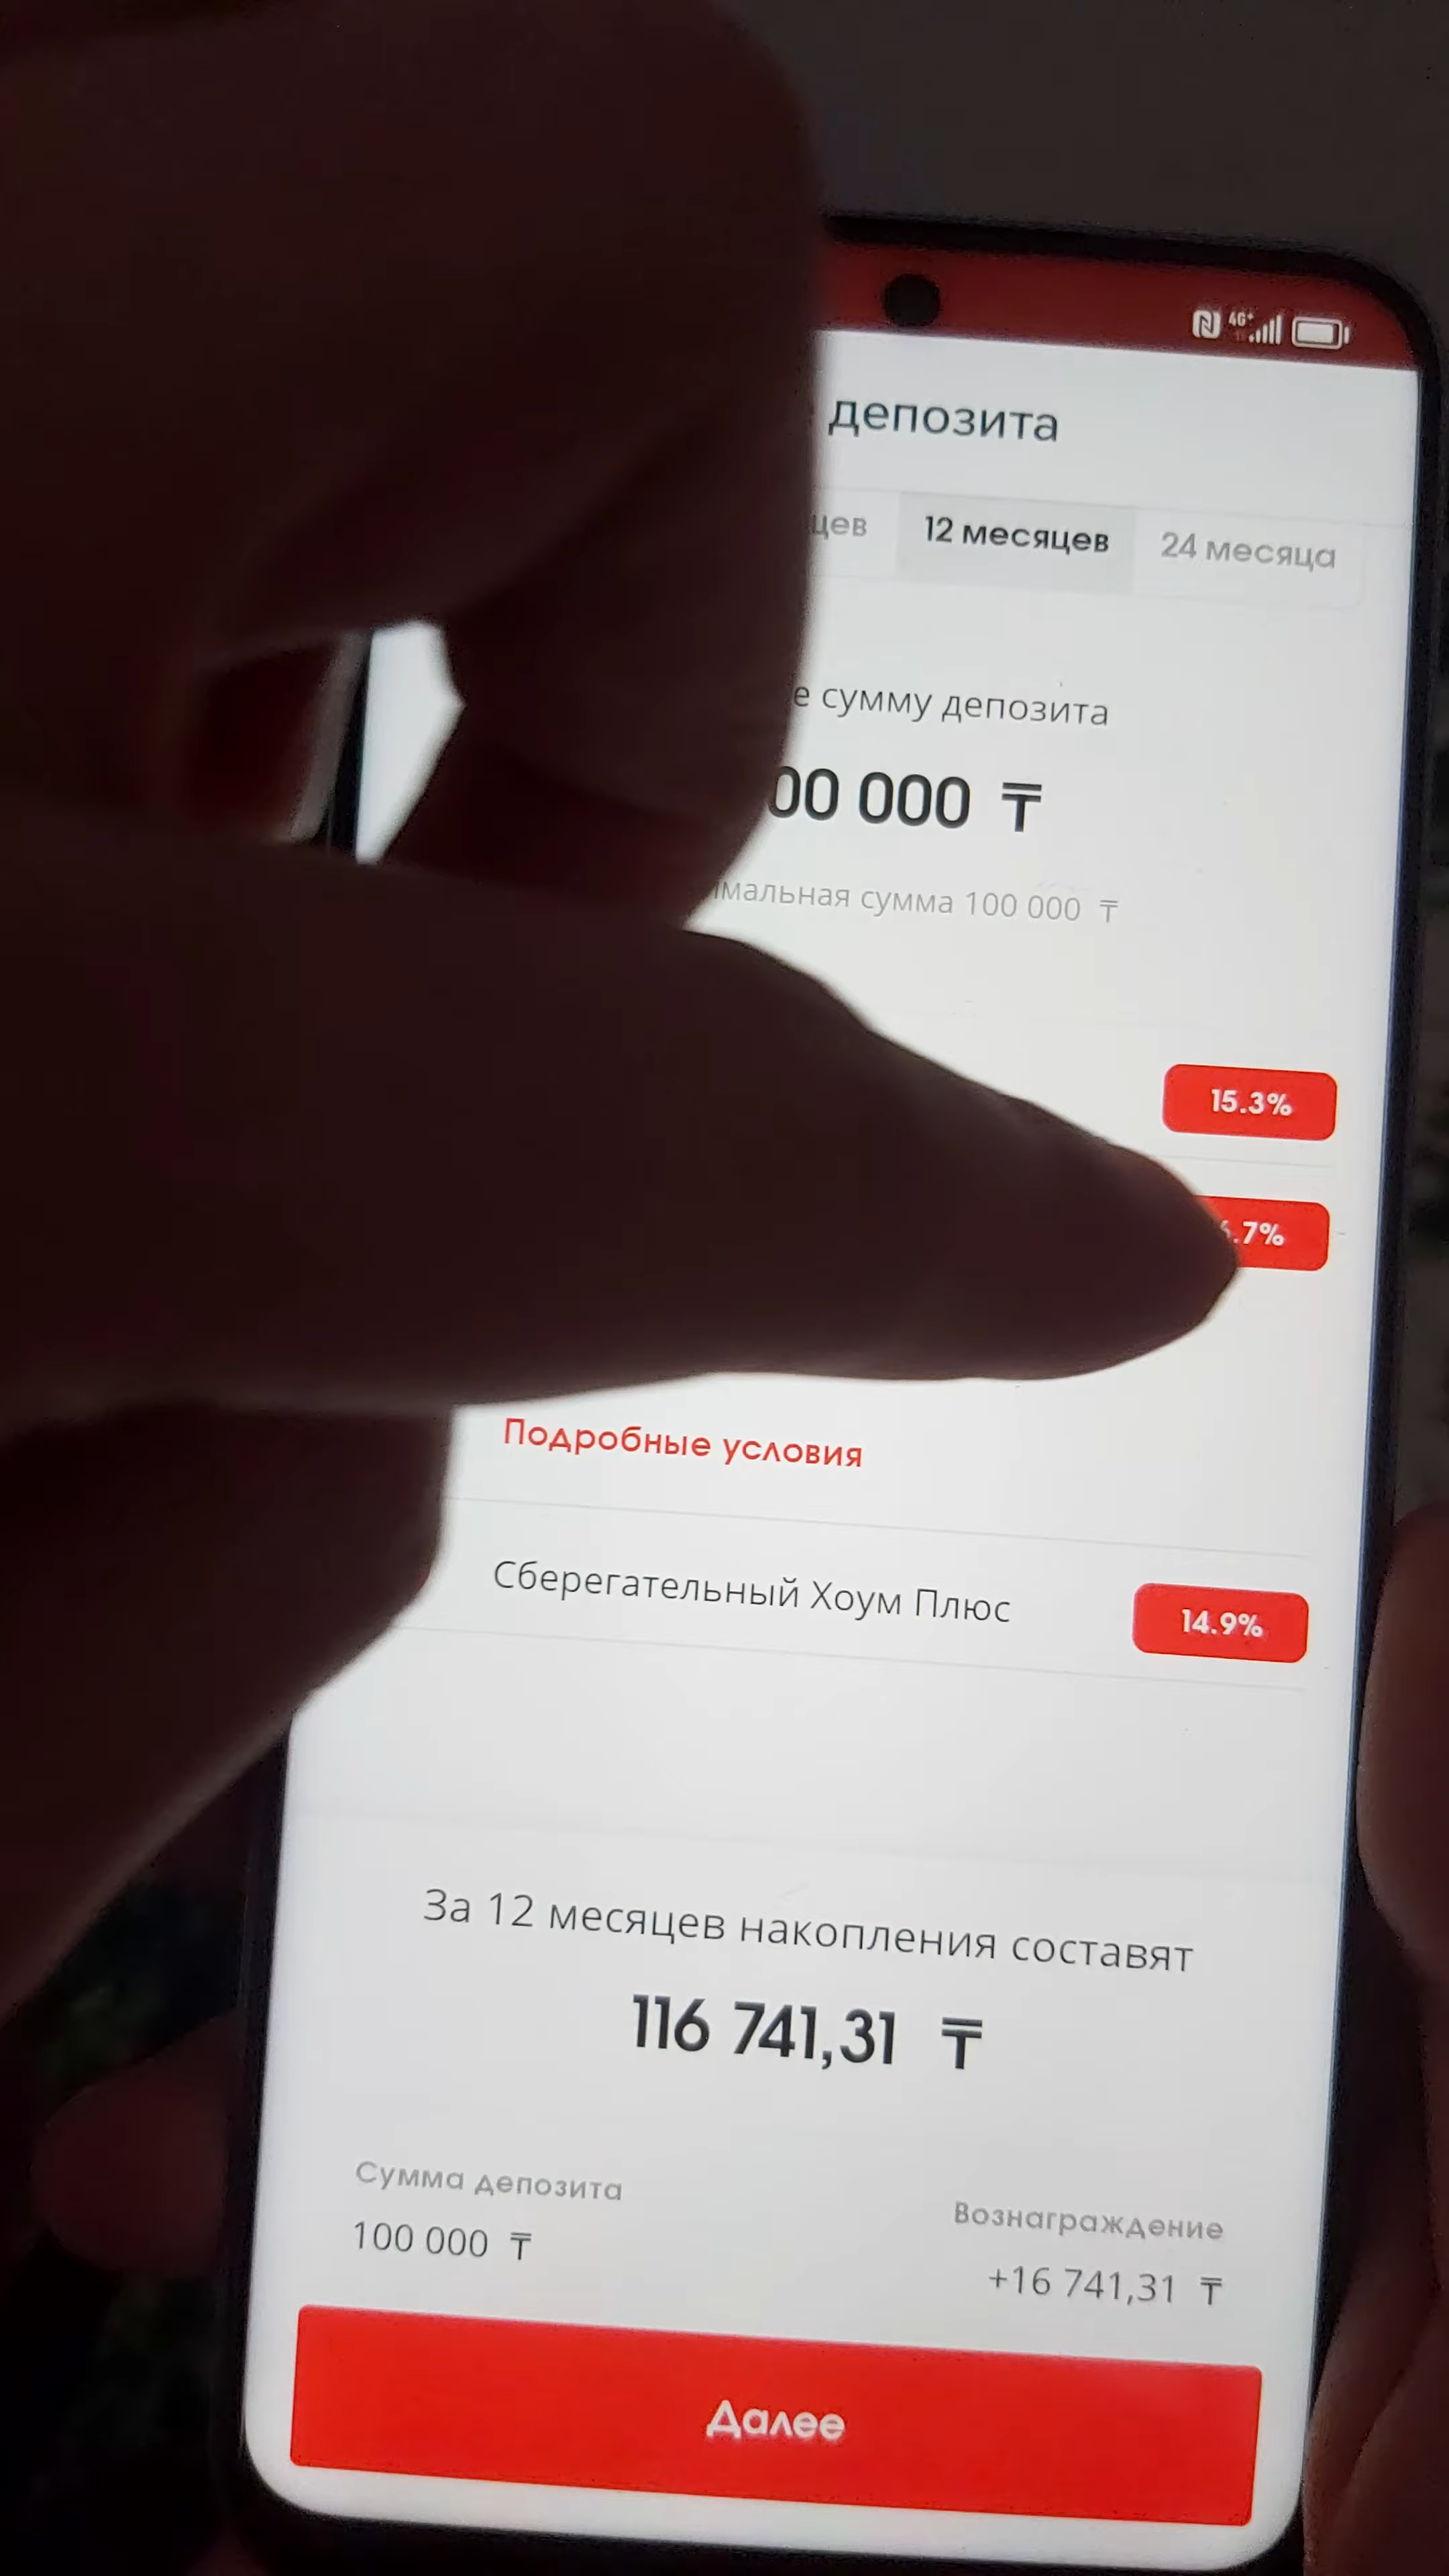 4G+
депозита
12 месяцев
24 месяца
сумму депозита
00 000 ₸
сумма 100 000 ₸
15.3%
.7%
Подробные условия
Сберегательный Хоум Плюс
14.9%
За 12 месяцев накопления составят
116 741,31 ₸
Сумма депозита
Вознаграждение
100 000 ₸
+16 741,31 ₸
Далее